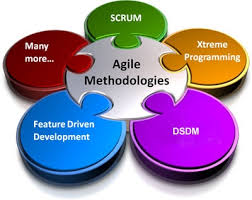 SCRUM
Many
more...
Xtreme
Programming
Agile
Methodologies
Feature Driven
Development
DSDM